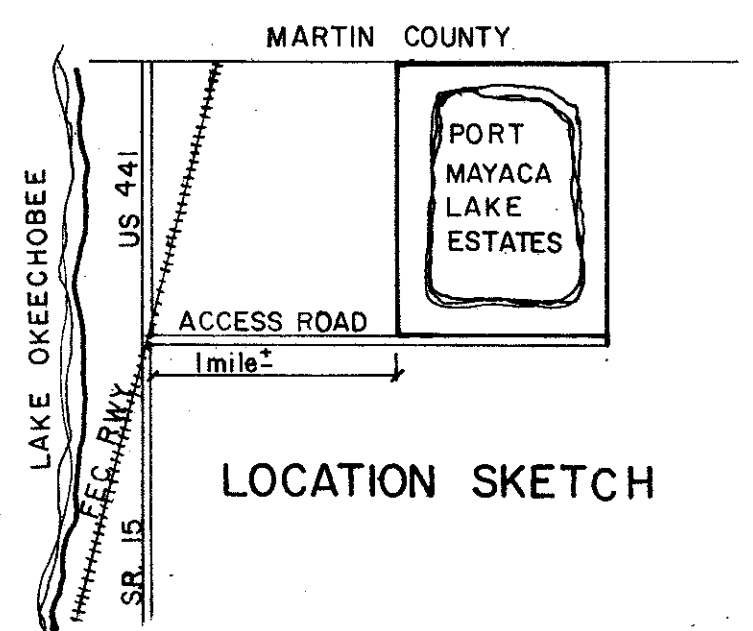 MARTIN COUNTY
PORT
MAYACA
LAKE
ESTATES
LAKE OKEECHOBEE
US 441
ACCESS ROAD
1mile±
FEC RWY
LOCATION SKETCH
SR. 15